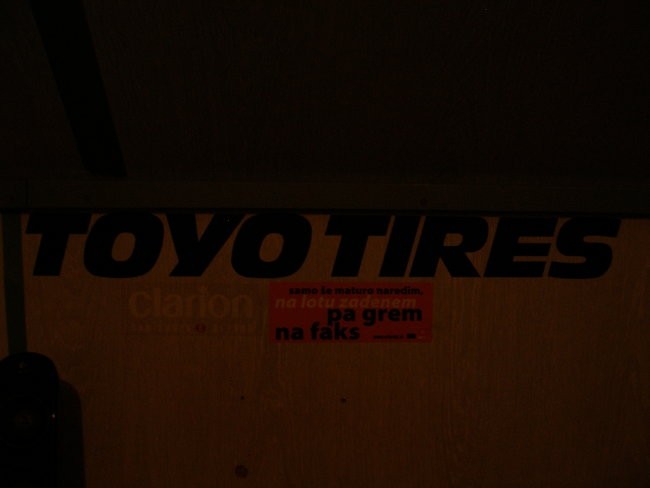 TOYO TIRES
clarion
samo še maturo naredim,
na lotu zadenem
pa grem
na faks